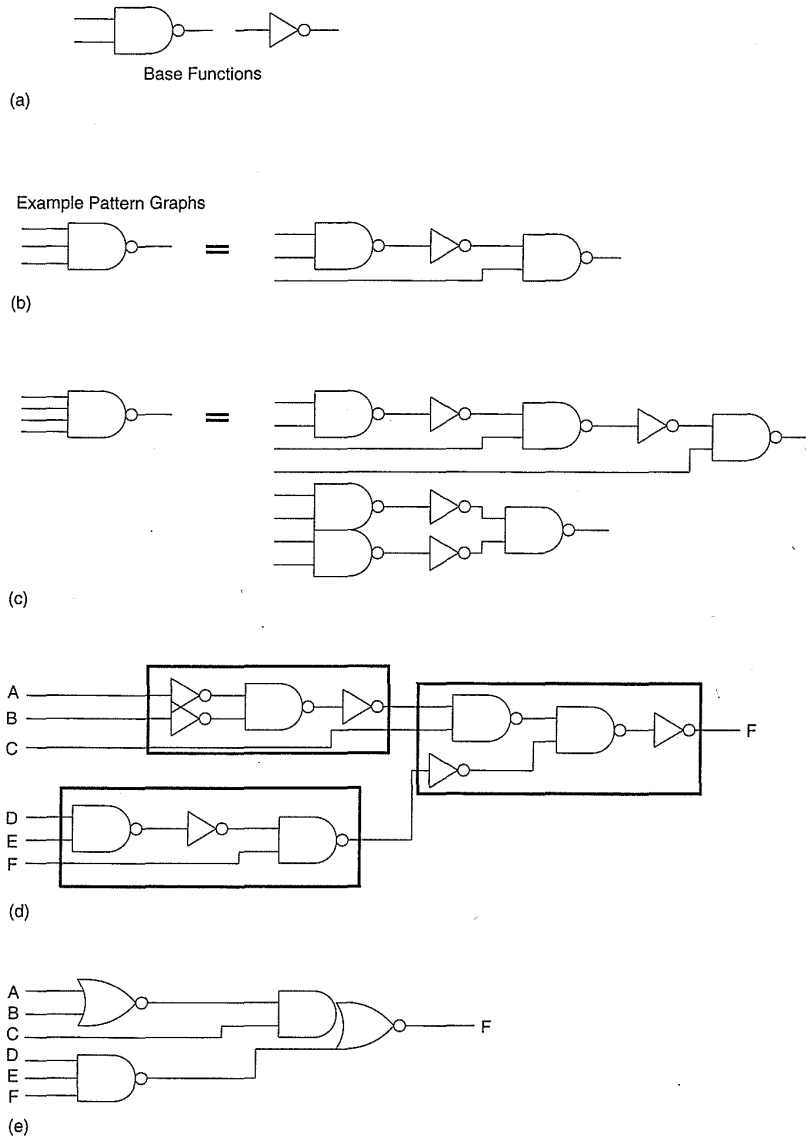 Base Functions
(a)
Example Pattern Graphs
(b)
(c)
A
B
C
F
D
E
F
(d)
A
B
C
D
E
F
F
(e)